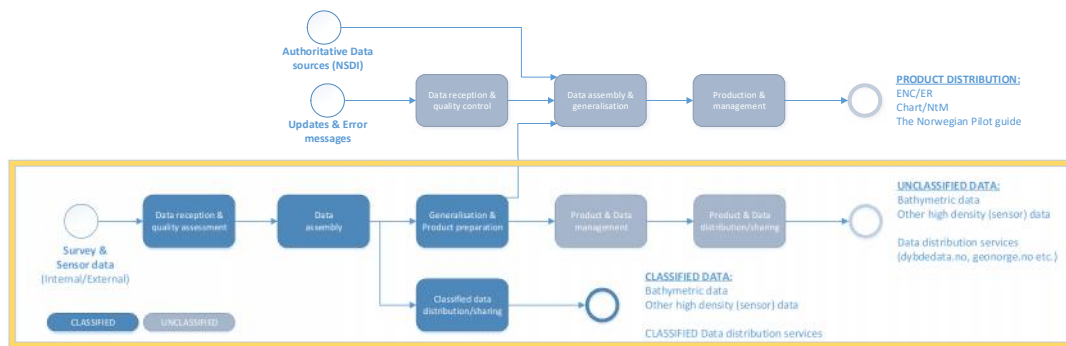 Authoritative Data
sources (NSDI)
Updates & Error
messages
Data reception &
quality control
Data assembly &
generalisation
Production &
management
PRODUCT DISTRIBUTION:
ENC/ER
Chart/NtM
The Norwegian Pilot guide
Survey &
Sensor data
(Internal/External)
Data reception &
quality assessment
Data
assembly
Generalisation &
Product preparation
Product & Data
management
Product & Data
distribution/sharing
UNCLASSIFIED DATA:
Bathymetric data
Other high density (sensor) data
Data distribution services
(dybdedata.no, geonorge.no etc.)
Classified data
distribution/sharing
CLASSIFIED DATA:
Bathymetric data
Other high density (sensor) data
CLASSIFIED Data distribution services
CLASSIFIED
UNCLASSIFIED